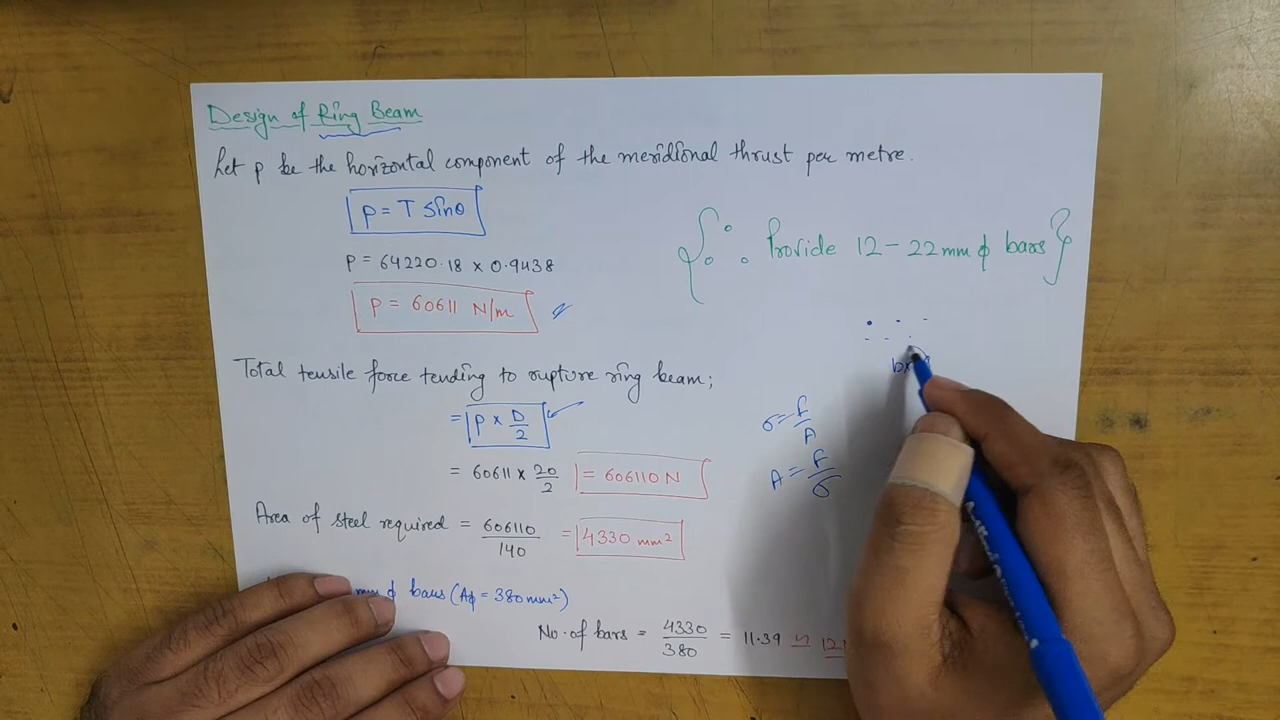 Design of Ring Beam
Let p be the horizontal component of the meridional thrust per metre.
P = T sinθ
P = 64220.18 x 0.9438
P = 60611 N/m
Total tensile force tending to rupture ring beam;
= P x D/2
= 60611 x 20/2 = 606110 N
Area of steel required = 606110/140 = 4330 mm²
mm ϕ bars (Aϕ = 380 mm²)
No. of bars = 4330/380 = 11.39 ≃ 12
{∴ Provide 12 - 22 mm ϕ bars}
σ = F/A
A = F/σ